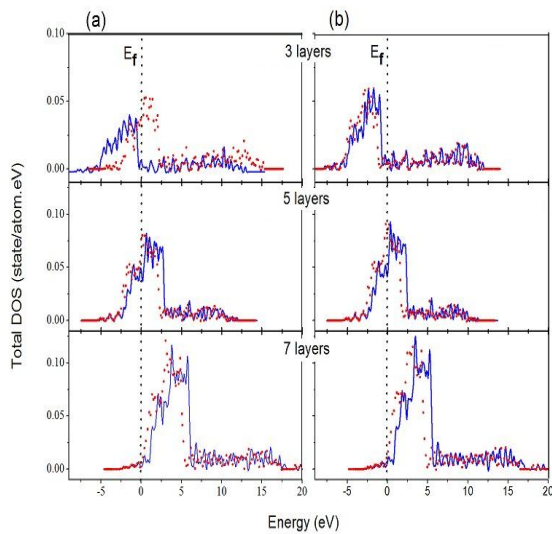 (a) (b)
E_f E_f
3 layers
0.10
0.05
0.00
5 layers
0.10
0.05
0.00
7 layers
0.10
0.05
0.00
-5 0 5 10 15 20 -5 0 5 10 15 20
Total DOS (state/atom.eV)
Energy (eV)